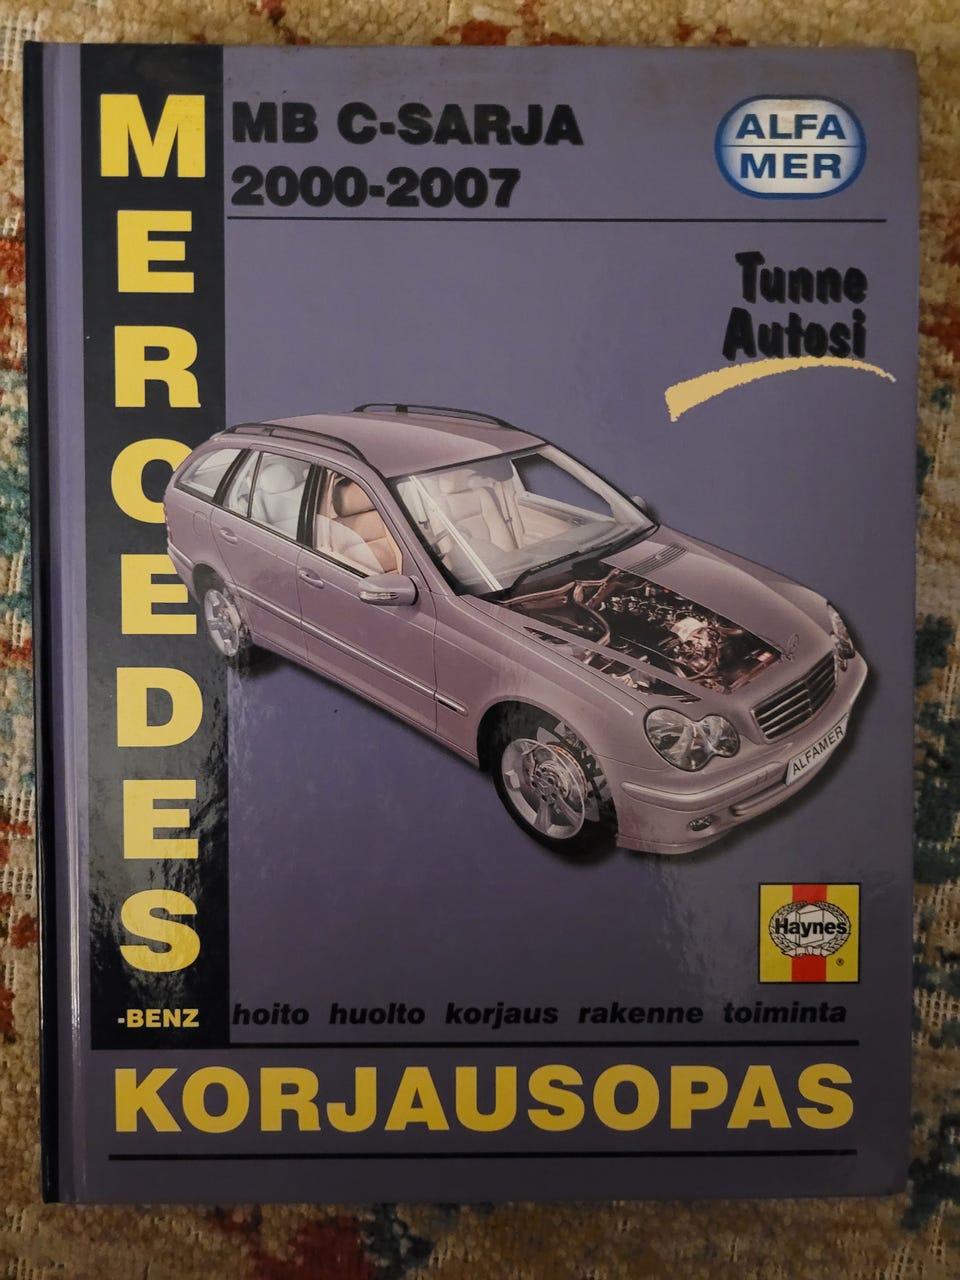 MERCEDES
-BENZ
MB C-SARJA
2000-2007
ALFA
MER
Tunne
Autosi
ALFAMER
Haynes
®
hoito huolto korjaus rakenne toiminta
KORJAUSOPAS